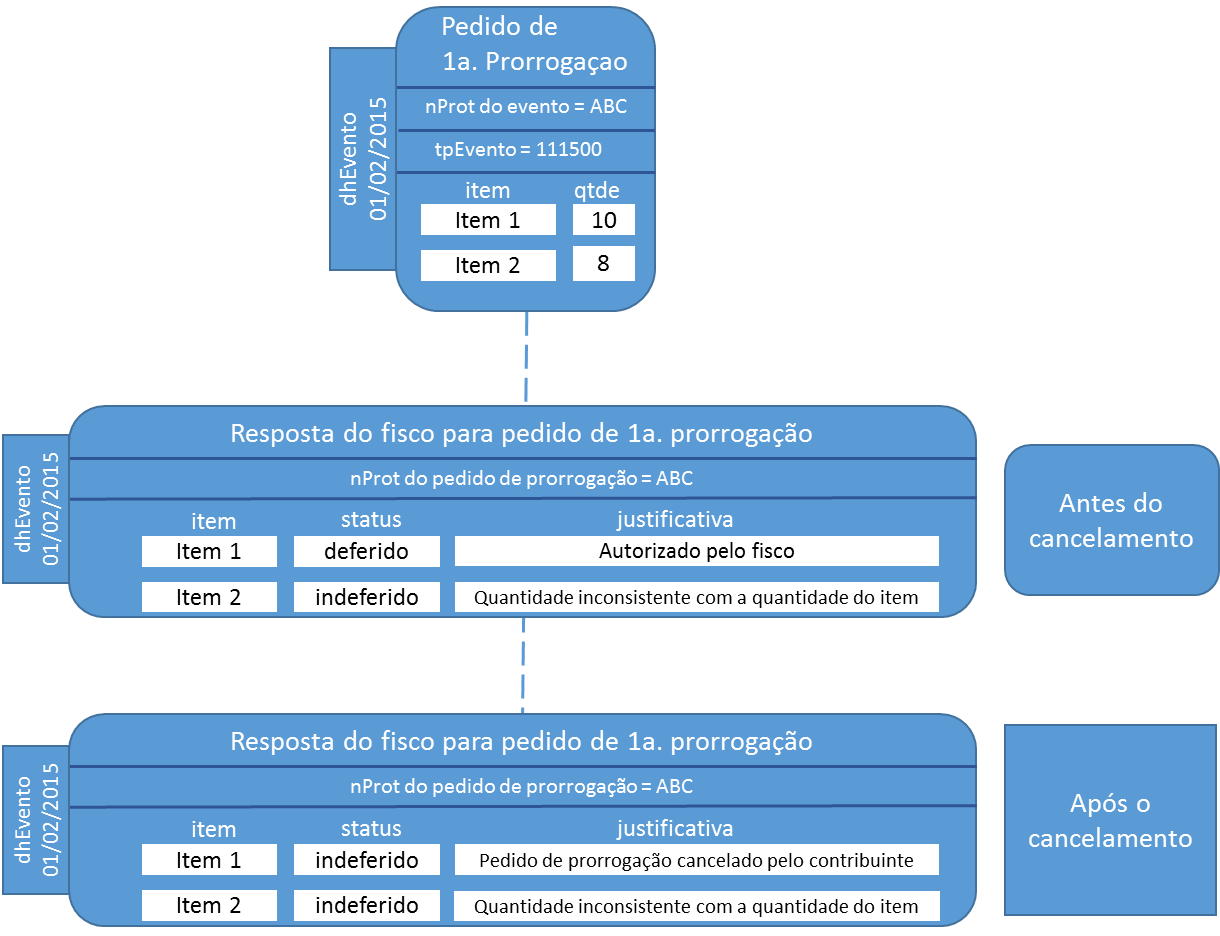 Pedido de
1a. Prorrogaçao
dhEvento
01/02/2015
nProt do evento = ABC
tpEvento = 111500
item qtde
Item 1 10
Item 2 8
Resposta do fisco para pedido de 1a. prorrogação
dhEvento
01/02/2015
nProt do pedido de prorrogação = ABC
item status justificativa
Item 1 deferido Autorizado pelo fisco
Item 2 indeferido Quantidade inconsistente com a quantidade do item
Antes do
cancelamento
Resposta do fisco para pedido de 1a. prorrogação
dhEvento
01/02/2015
nProt do pedido de prorrogação = ABC
item status justificativa
Item 1 indeferido Pedido de prorrogação cancelado pelo contribuinte
Item 2 indeferido Quantidade inconsistente com a quantidade do item
Após o
cancelamento